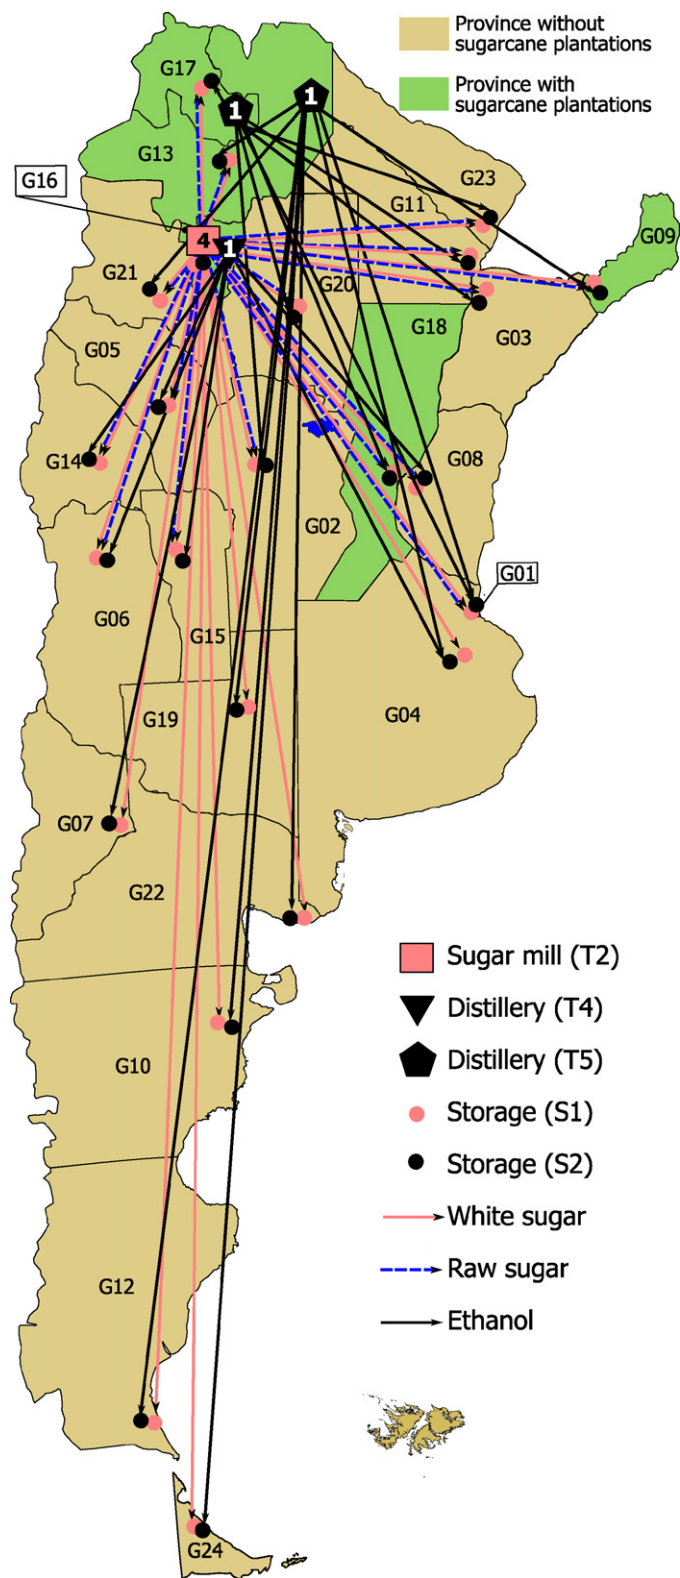 Province without
sugarcane plantations
Province with
sugarcane plantations
G17
1
1
G13
G16
G23
G11
G09
4
1
G21
G20
G18
G03
G05
G14
G08
G02
G01
G06
G15
G04
G19
G07
G22
Sugar mill (T2)
Distillery (T4)
Distillery (T5)
G10
Storage (S1)
Storage (S2)
White sugar
Raw sugar
G12
Ethanol
G24